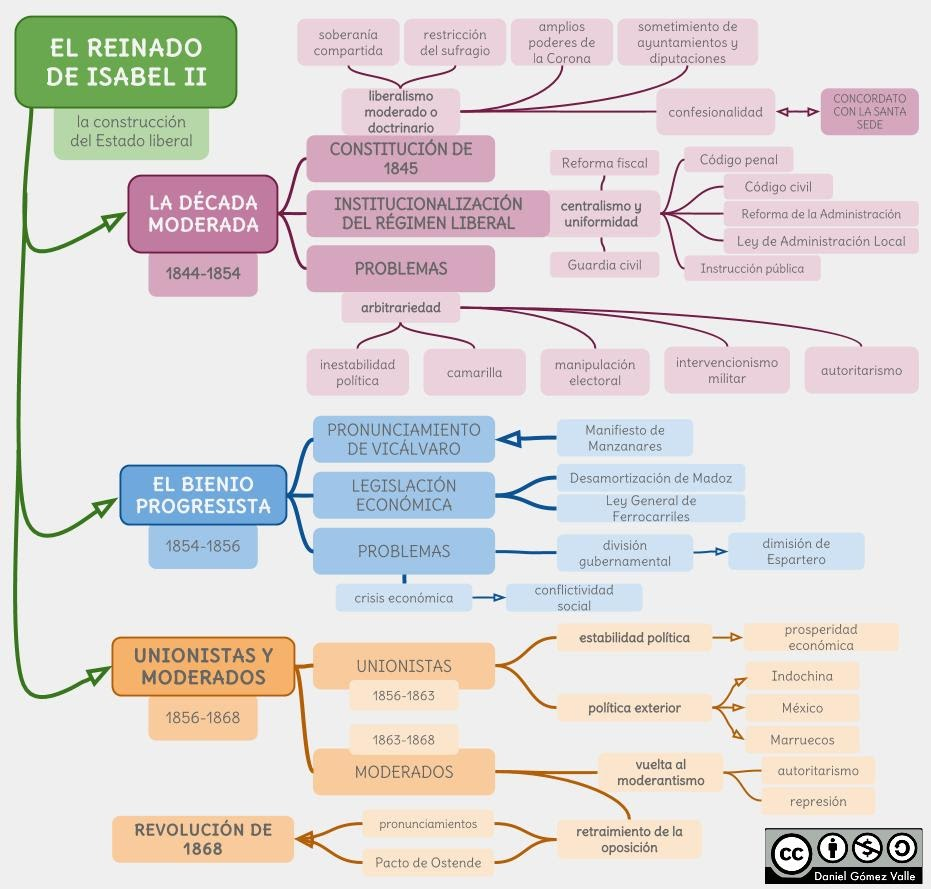 EL REINADO
DE ISABEL II
la construcción
del Estado liberal
soberanía
compartida
restricción
del sufragio
amplios
poderes de
la Corona
sometimiento de
ayuntamientos y
diputaciones
liberalismo
moderado o
doctrinario
confesionalidad
CONCORDATO
CON LA SANTA
SEDE
LA DÉCADA
MODERADA
1844-1854
CONSTITUCIÓN DE
1845
INSTITUCIONALIZACIÓN
DEL RÉGIMEN LIBERAL
PROBLEMAS
Reforma fiscal
centralismo y
uniformidad
Guardia civil
Código penal
Código civil
Reforma de la Administración
Ley de Administración Local
Instrucción pública
arbitrariedad
inestabilidad
política
camarilla
manipulación
electoral
intervencionismo
militar
autoritarismo
EL BIENIO
PROGRESISTA
1854-1856
PRONUNCIAMIENTO
DE VICÁLVARO
Manifiesto de
Manzanares
LEGISLACIÓN
ECONÓMICA
Desamortización de Madoz
Ley General de
Ferrocarriles
PROBLEMAS
división
gubernamental
dimisión de
Espartero
crisis económica
conflictividad
social
UNIONISTAS Y
MODERADOS
1856-1868
UNIONISTAS
1856-1863
estabilidad política
prosperidad
económica
política exterior
Indochina
México
Marruecos
1863-1868
MODERADOS
vuelta al
moderantismo
autoritarismo
represión
retraimiento de la
oposición
pronunciamientos
Pacto de Ostende
REVOLUCIÓN DE
1868
cc
Daniel Gómez Valle